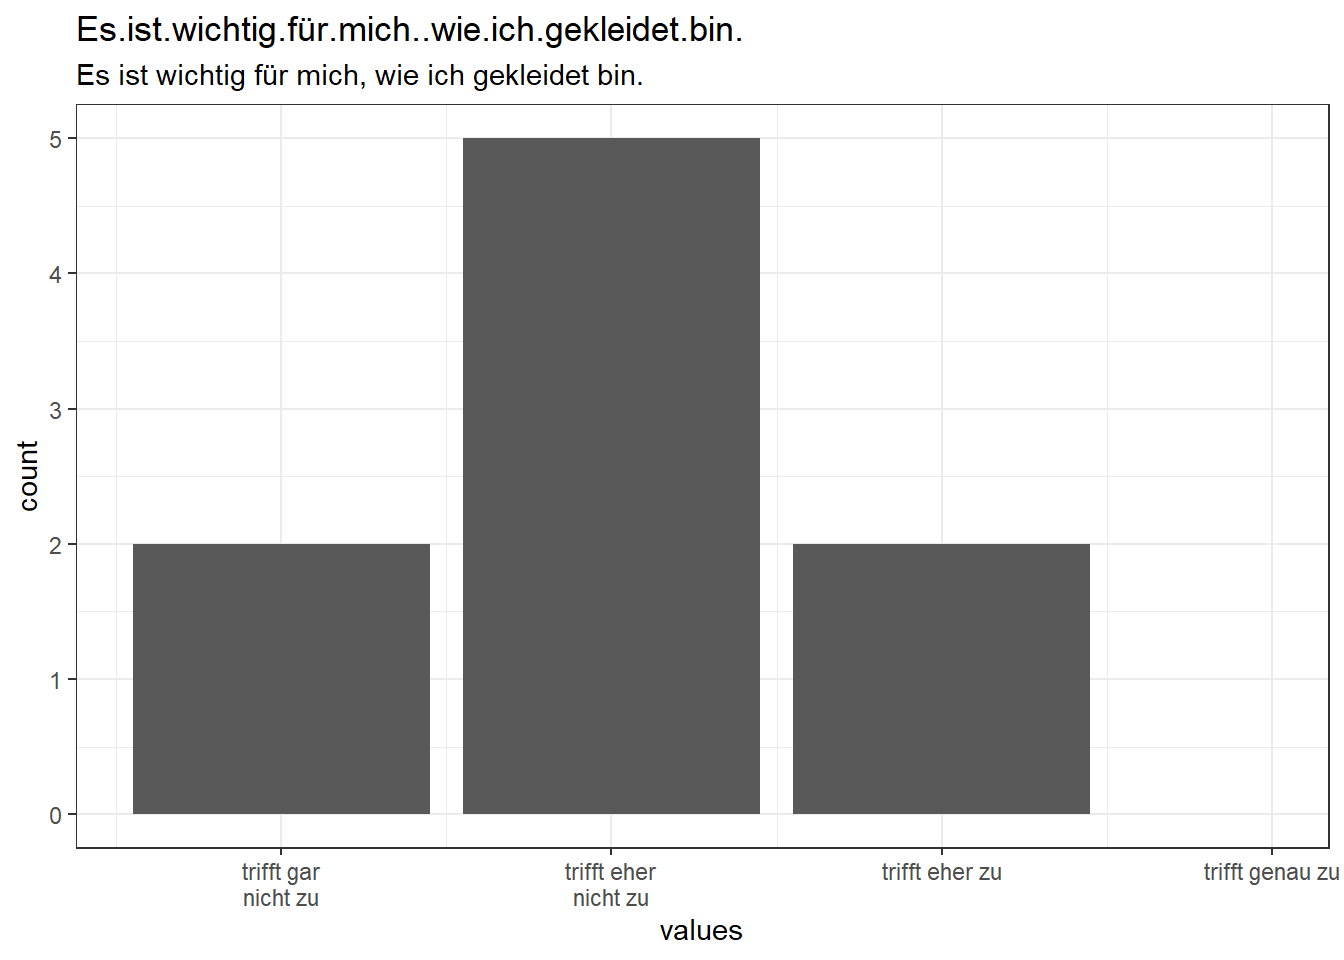 Es.ist.wichtig.für.mich..wie.ich.gekleidet.bin.
Es ist wichtig für mich, wie ich gekleidet bin.
5
4
3
2
1
0
count
trifft gar
nicht zu
trifft eher
nicht zu
trifft eher zu
trifft genau zu
values